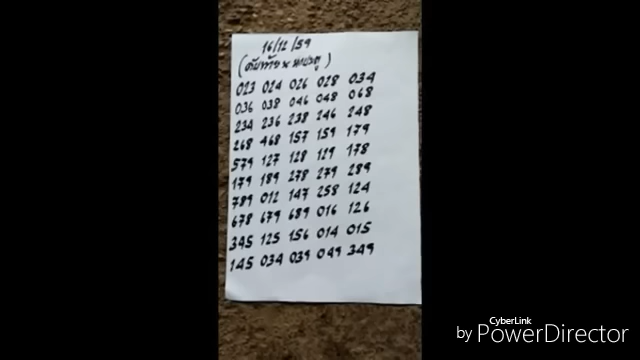 16/12/59
023 024 026 028 034
036 038 046 048 068
234 236 238 246 248
268 468 157 159 179
579 127 128 129 178
179 189 278 279 289
789 012 147 258 124
678 679 689 016 126
345 125 156 014 015
145 034 039 049 349
CyberLink
by PowerDirector